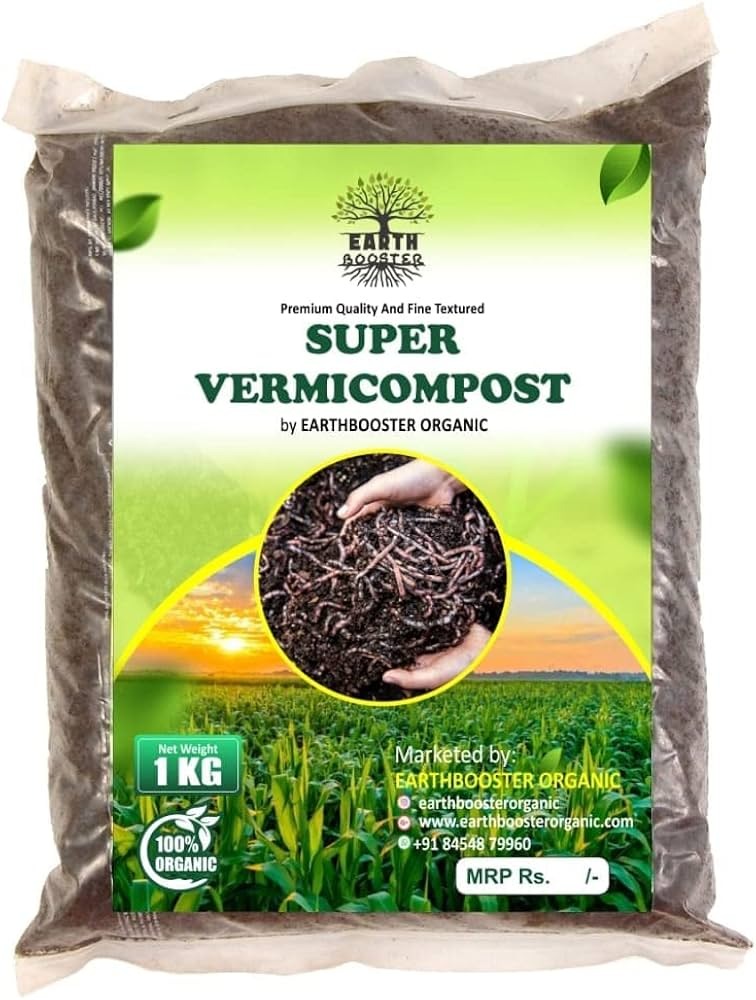 EARTH
BOOSTER
Premium Quality And Fine Textured
SUPER
VERMICOMPOST
by EARTHBOOSTER ORGANIC
Net Weight
1 KG
100%
ORGANIC
Marketed by:
EARTHBOOSTER ORGANIC
earthboosterorganic
www.earthboosterorganic.com
+91 84548 79960
MRP Rs. /-